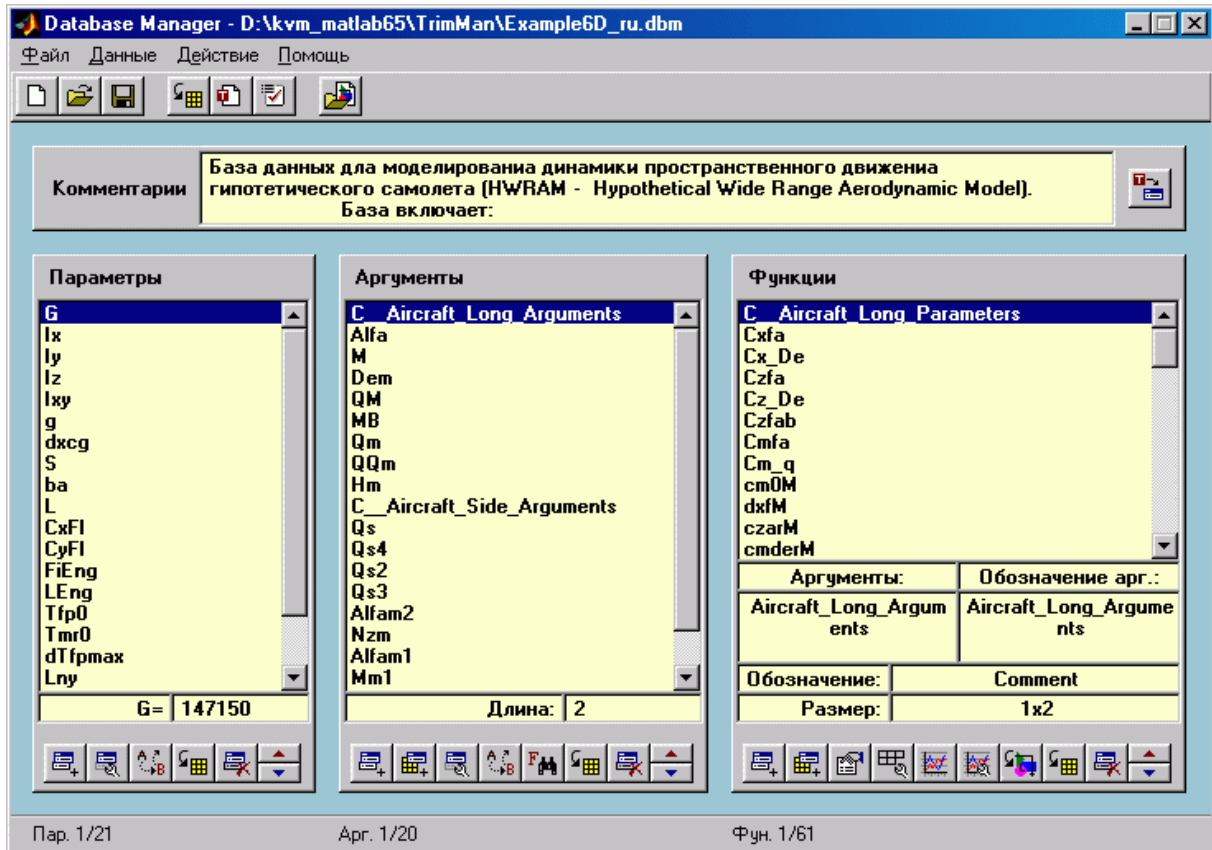 Database Manager - D:\kvm_matlab65\TrimMan\Example6D_ru.dbm
Файл Данные Действие Помощь
Комментарии
База данных дла моделированиа динамики пространственного движениа
гипотетического самолета (HWRAM - Hypothetical Wide Range Aerodynamic Model).
База включает:
Параметры
G
Ix
Iy
Iz
Ixy
g
dxcg
S
ba
L
CxFl
CyFl
FiEng
LEng
Tfp0
Tmr0
dTfpmax
Lny
G= 147150
Аргументы
C__Aircraft_Long_Arguments
Alfa
M
Dem
QM
MB
Qm
QQm
Hm
C__Aircraft_Side_Arguments
Qs
Qs4
Qs2
Qs3
Alfam2
Nzm
Alfam1
Mm1
Длина: 2
Функции
C__Aircraft_Long_Parameters
Cxfa
Cx_De
Czfa
Cz_De
Czfab
Cmfa
Cm_q
cm0M
dxfM
czarM
cmderM
Аргументы: Обозначение арг.:
Aircraft_Long_Argum Aircraft_Long_Argume
ents nts
Обозначение: Comment
Размер: 1x2
Пар. 1/21 Арг. 1/20 Фун. 1/61